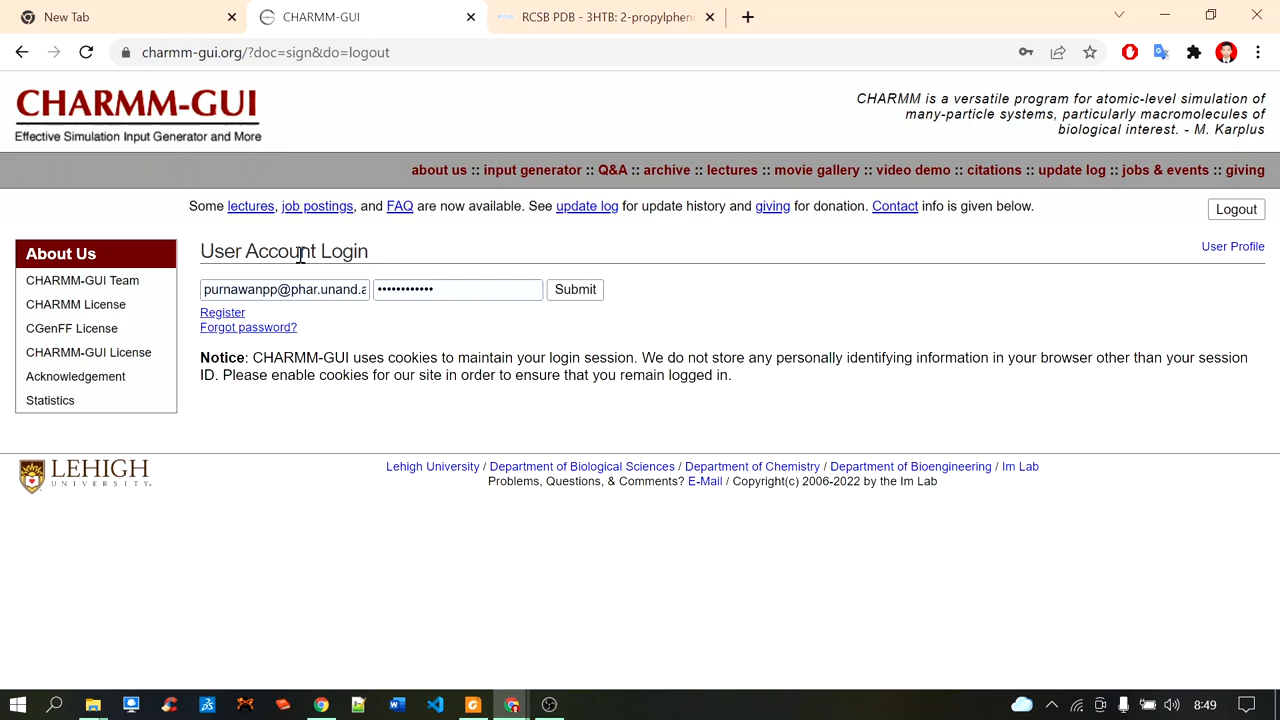 New Tab
CHARMM-GUI
RCSB PDB - 3HTB: 2-propylphen
charmm-gui.org/?doc=sign&do=logout
CHARMM-GUI
Effective Simulation Input Generator and More
CHARMM is a versatile program for atomic-level simulation of
many-particle systems, particularly macromolecules of
biological interest. - M. Karplus
about us :: input generator :: Q&A :: archive :: lectures :: movie gallery :: video demo :: citations :: update log :: jobs & events :: giving
Some lectures, job postings, and FAQ are now available. See update log for update history and giving for donation. Contact info is given below.
Logout
About Us
CHARMM-GUI Team
CHARMM License
CGenFF License
CHARMM-GUI License
Acknowledgement
Statistics
User Account Login
User Profile
purnawanpp@phar.unand.a
•••••••••••• Submit
Register
Forgot password?
Notice: CHARMM-GUI uses cookies to maintain your login session. We do not store any personally identifying information in your browser other than your session
ID. Please enable cookies for our site in order to ensure that you remain logged in.
LEHIGH
UNIVERSITY.
Lehigh University / Department of Biological Sciences / Department of Chemistry / Department of Bioengineering / Im Lab
Problems, Questions, & Comments? E-Mail / Copyright(c) 2006-2022 by the Im Lab
8:49